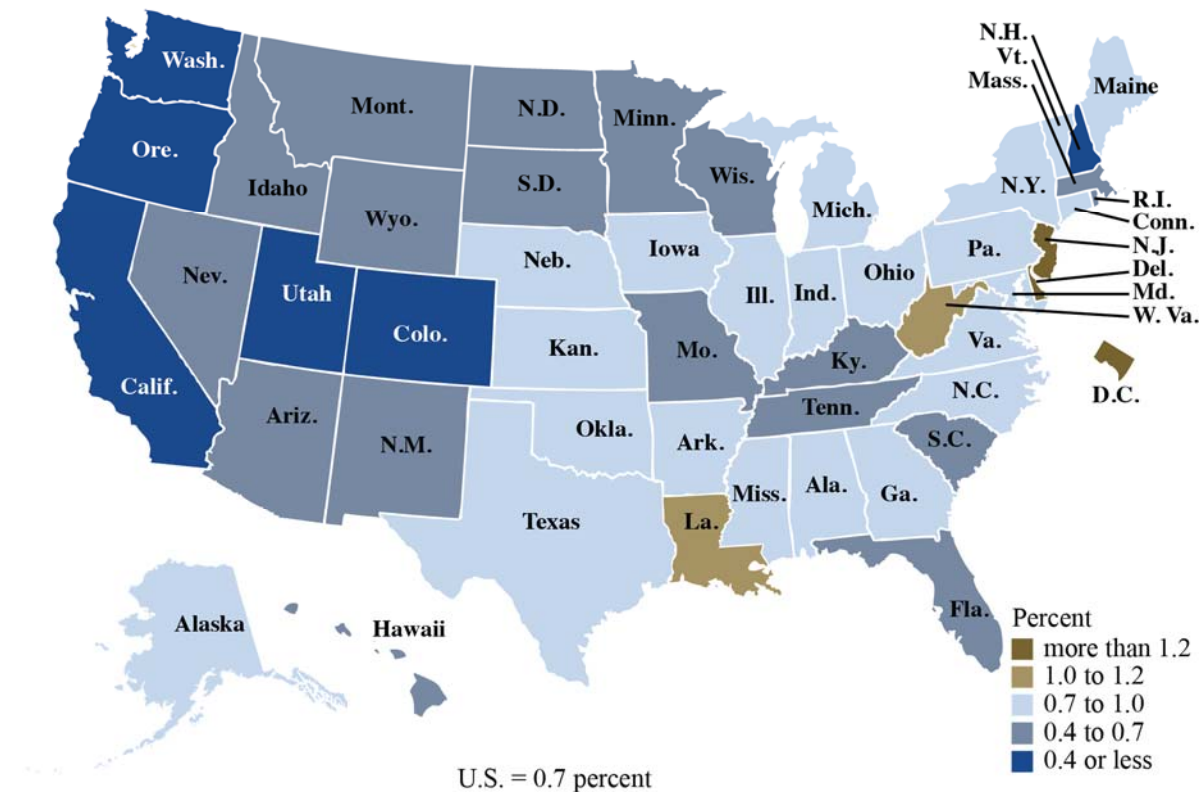 N.H.
Vt.
Mass.
Wash.
Maine
Mont.
N.D.
Minn.
Ore.
Idaho
S.D.
Wis.
N.Y.
Mich.
R.I.
Conn.
N.J.
Del.
Md.
W. Va.
Wyo.
Iowa
Pa.
Nev.
Neb.
Ohio
Utah
Ill.
Ind.
Colo.
Kan.
Mo.
Ky.
Va.
Calif.
D.C.
Ariz.
N.M.
Okla.
Tenn.
N.C.
Ark.
S.C.
Texas
La.
Miss.
Ala.
Ga.
Alaska
Hawaii
Fla.
Percent
more than 1.2
1.0 to 1.2
0.7 to 1.0
0.4 to 0.7
0.4 or less
U.S. = 0.7 percent